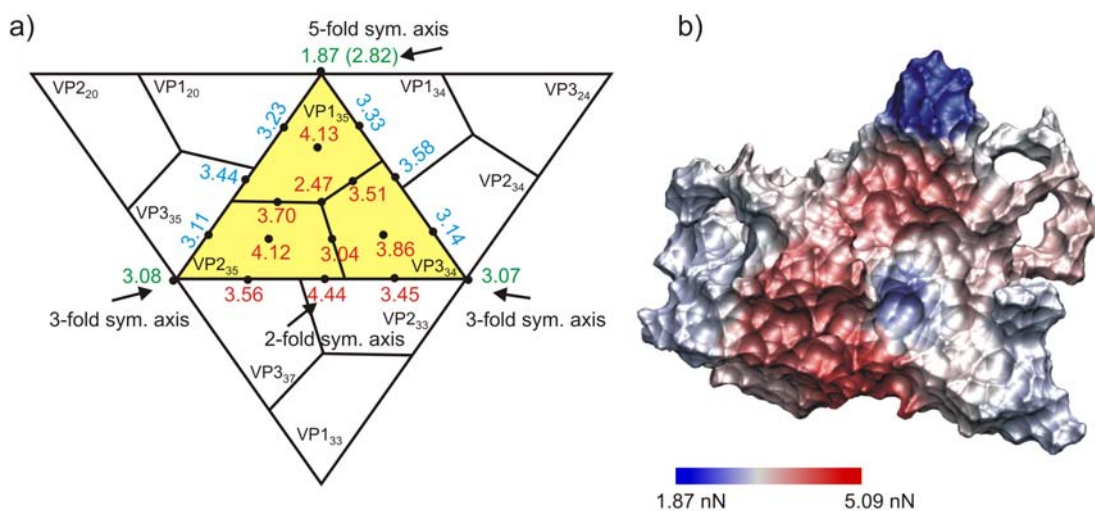 a)
5-fold sym. axis
1.87 (2.82)
b)
VP2₂₀
VP1₂₀
VP1₃₅
VP1₃₄
VP3₂₄
3.23
4.13
3.33
3.44
2.47
3.58
3.51
VP2₃₄
VP3₃₅
3.11
3.70
4.12
3.04
3.86
3.14
3.08
VP2₃₅
VP3₃₄
3.07
3-fold sym. axis
3.56
4.44
3.45
3-fold sym. axis
VP2₃₃
2-fold sym. axis
VP3₃₇
VP1₃₃
1.87 nN
5.09 nN